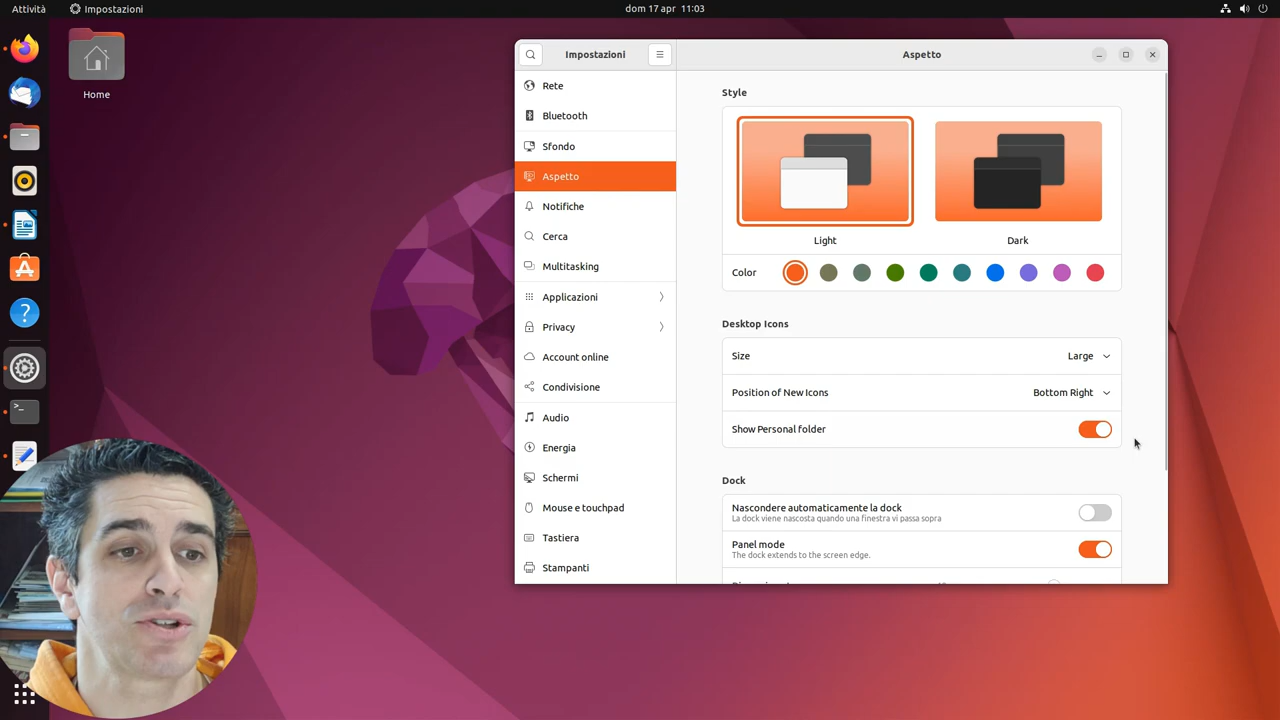 Attività
Impostazioni
dom 17 apr 11:03
Home
Impostazioni
Aspetto
Rete
Bluetooth
Sfondo
Aspetto
Notifiche
Cerca
Multitasking
Applicazioni
Privacy
Account online
Condivisione
Audio
Energia
Schermi
Mouse e touchpad
Tastiera
Stampanti
Style
Light
Dark
Color
Desktop Icons
Size
Large
Position of New Icons
Bottom Right
Show Personal folder
Dock
Nascondere automaticamente la dock
La dock viene nascosta quando una finestra vi passa sopra
Panel mode
The dock extends to the screen edge.